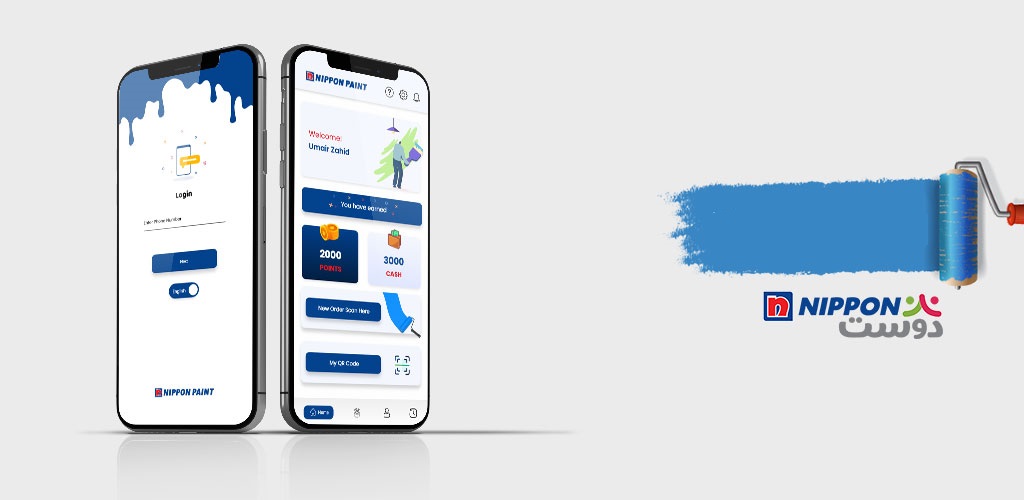 Login
Enter Phone Number
Next
English
NIPPON PAINT
NIPPON PAINT
Welcome:
Umair Zahid
You have earned
2000
POINTS
3000
CASH
New Order Scan Here
My QR Code
Home
n NIPPON
دوست